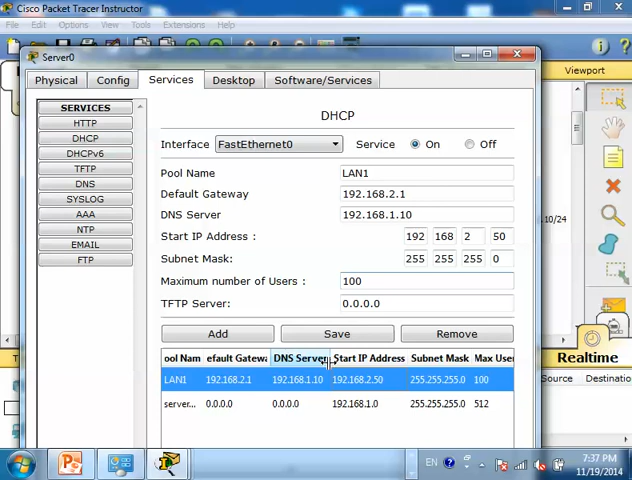 Cisco Packet Tracer Instructor
File Edit Options View Tools Extensions Help
Server0
Physical Config Services Desktop Software/Services
Viewport
SERVICES
HTTP
DHCP
DHCPv6
TFTP
DNS
SYSLOG
AAA
NTP
EMAIL
FTP
DHCP
Interface FastEthernet0 Service On Off
Pool Name LAN1
Default Gateway 192.168.2.1
DNS Server 192.168.1.10
Start IP Address : 192 168 2 50
Subnet Mask: 255 255 255 0
Maximum number of Users : 100
TFTP Server: 0.0.0.0
Add Save Remove
ool Nam efault Gatewa DNS Server Start IP Address Subnet Mask Max User
LAN1 192.168.2.1 192.168.1.10 192.168.2.50 255.255.255.0 100
server... 0.0.0.0 0.0.0.0 192.168.1.0 255.255.255.0 512
.10/24
Realtime
Source Destinatio
EN
7:37 PM
11/19/2014